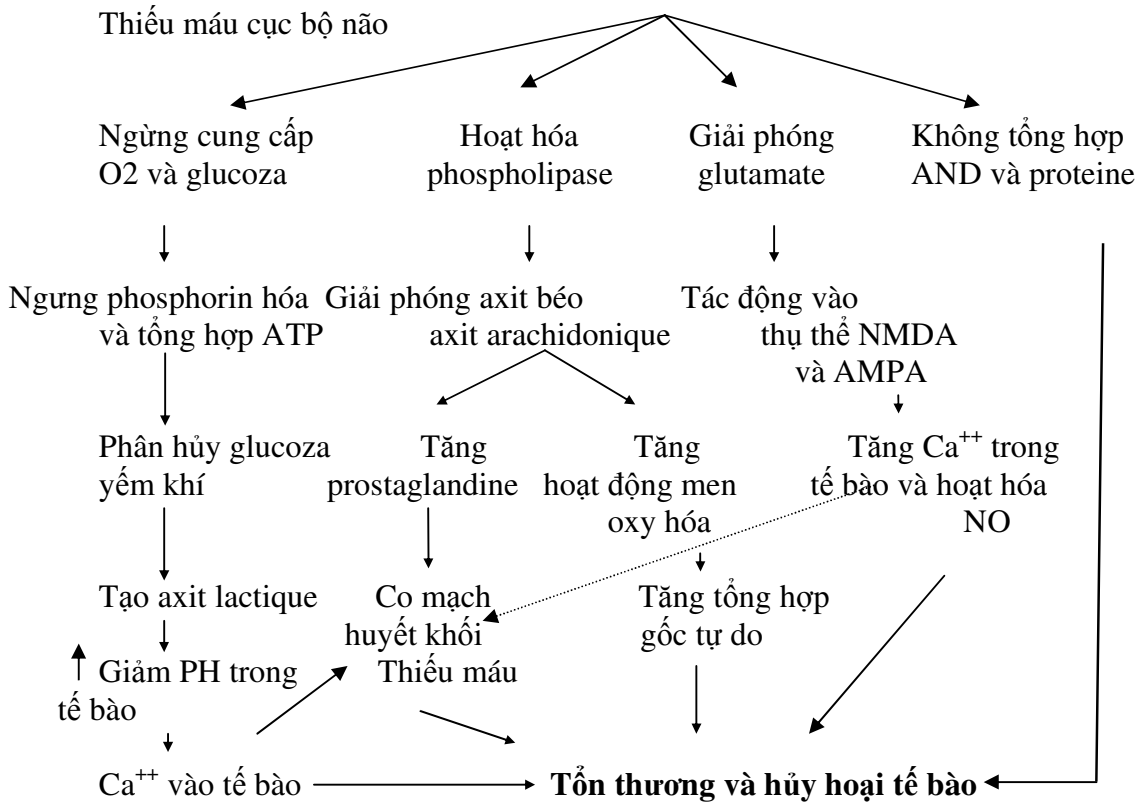 Thiếu máu cục bộ não
Ngừng cung cấp
O2 và glucoza
Hoạt hóa
phospholipase
Giải phóng
glutamate
Không tổng hợp
AND và proteine
Ngưng phosphorin hóa
và tổng hợp ATP
Giải phóng axit béo
axit arachidonique
Tác động vào
thụ thể NMDA
và AMPA
Phân hủy glucoza
yếm khí
Tăng
prostaglandine
Tăng
hoạt động men
oxy hóa
Tăng Ca⁺⁺ trong
tế bào và hoạt hóa
NO
Tạo axit lactique
Co mạch
huyết khối
Thiếu máu
Tăng tổng hợp
gốc tự do
Giảm PH trong
tế bào
Ca⁺⁺ vào tế bào
Tổn thương và hủy hoại tế bào